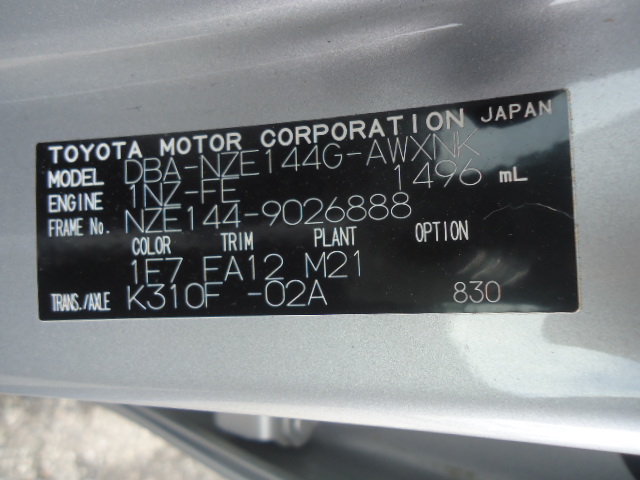 TOYOTA MOTOR CORPORATION JAPAN
MODEL DBA-NZE144G-AWXNK
ENGINE 1NZ-FE 1496 mL
FRAME No. NZE144-9026888
COLOR TRIM PLANT OPTION
1F7 FA12 M21
TRANS./AXLE K310F -02A 830